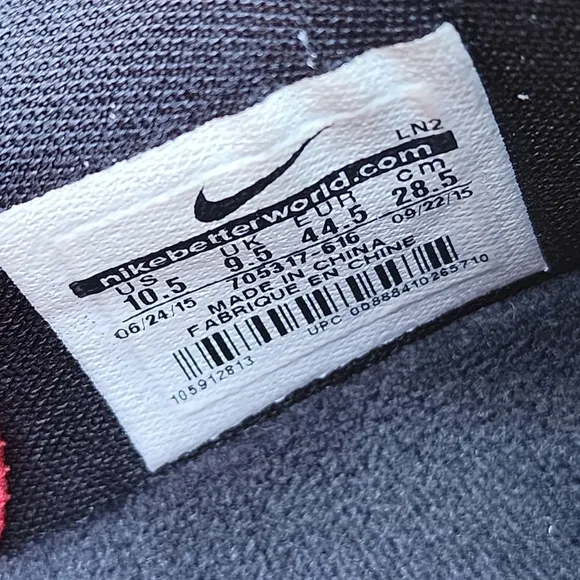 LN2
nikebetterworld.com
US UK EUR cm
10.5 9.5 44.5 28.5
06/24/15 705317-616 09/22/15
MADE IN CHINA
FABRIQUE EN CHINE
105912813 UPC 00888410265710